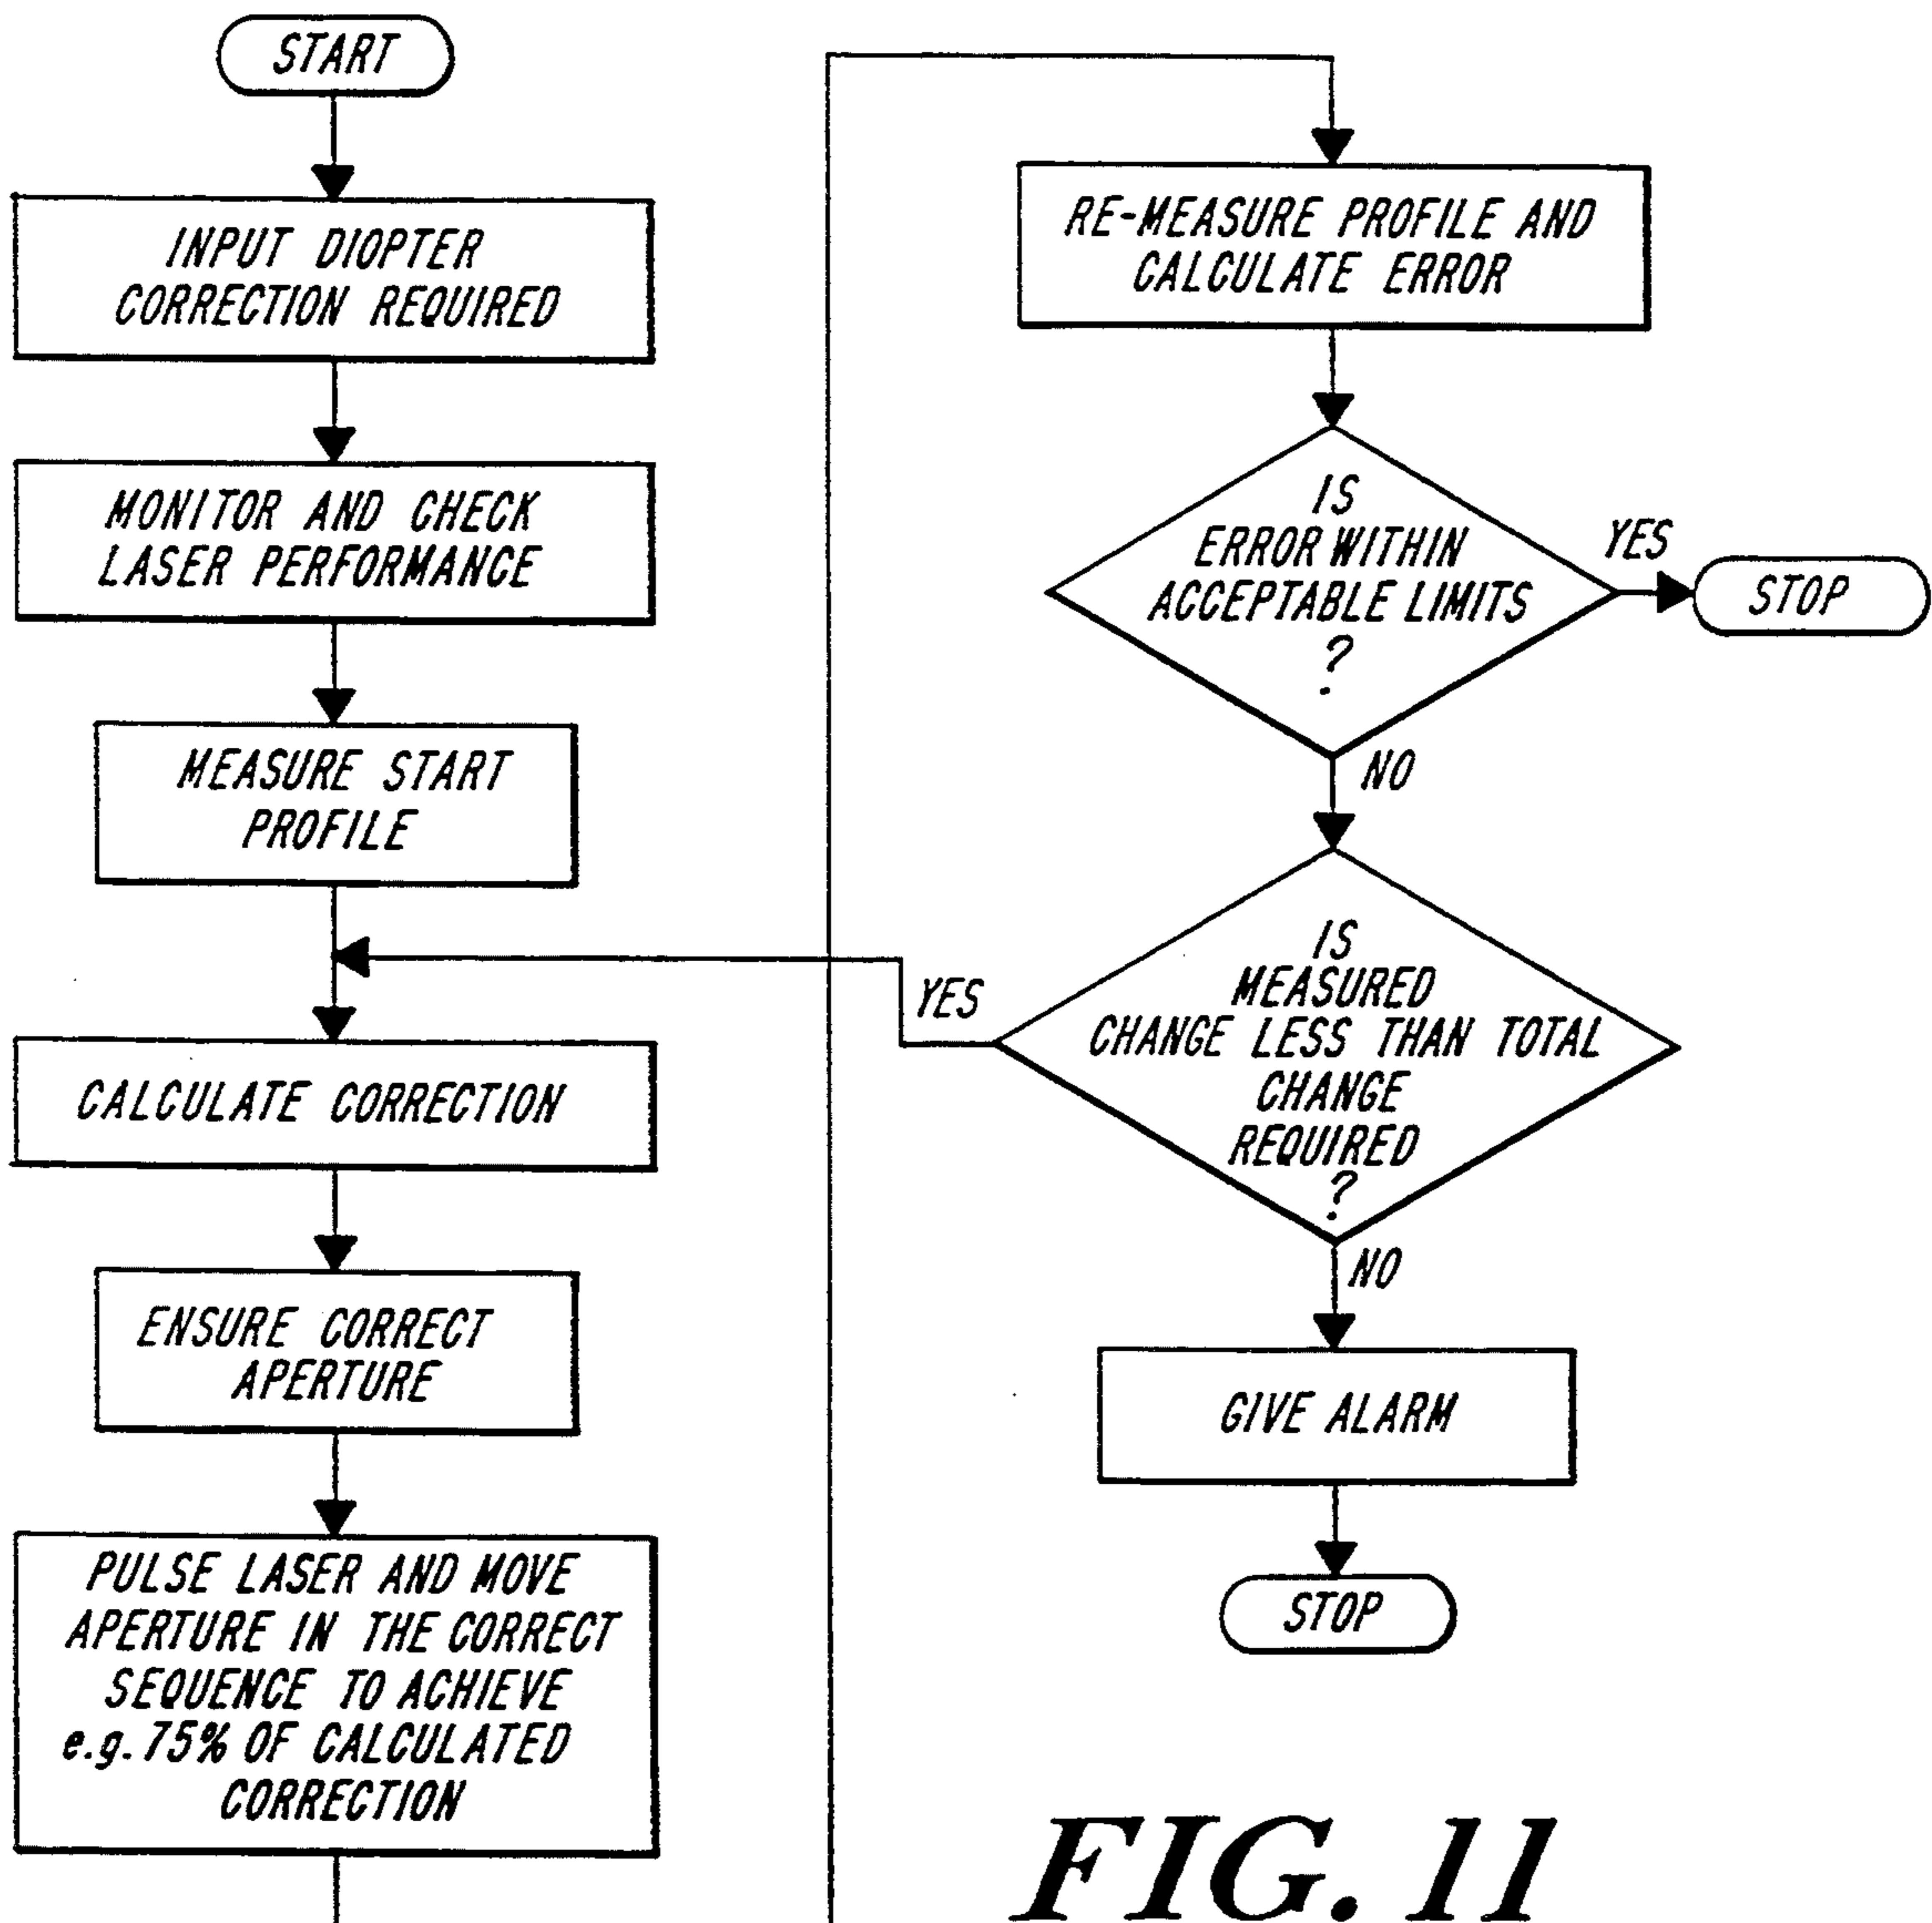 START
INPUT DIOPTER
CORRECTION REQUIRED
MONITOR AND CHECK
LASER PERFORMANCE
MEASURE START
PROFILE
CALCULATE CORRECTION
ENSURE CORRECT
APERTURE
PULSE LASER AND MOVE
APERTURE IN THE CORRECT
SEQUENCE TO ACHIEVE
e.g. 75% OF CALCULATED
CORRECTION
RE-MEASURE PROFILE AND
CALCULATE ERROR
IS
ERROR WITHIN
ACCEPTABLE LIMITS
?
YES
STOP
NO
IS
MEASURED
CHANGE LESS THAN TOTAL
CHANGE
REQUIRED
?
YES
NO
GIVE ALARM
STOP
FIG. 11